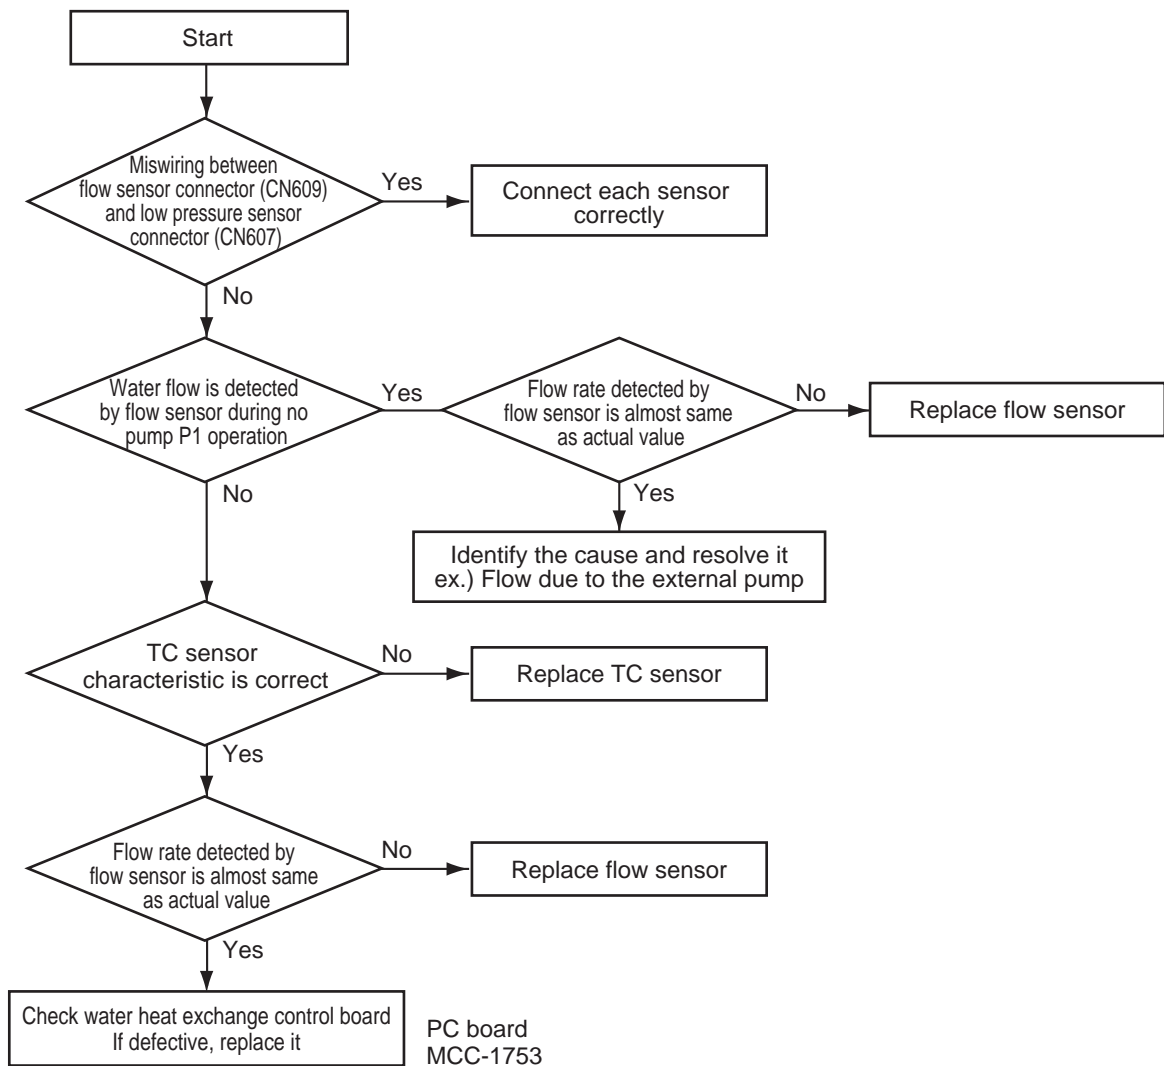 Start
Miswiring between
flow sensor connector (CN609)
and low pressure sensor
connector (CN607)
Yes
Connect each sensor
correctly
No
Water flow is detected
by flow sensor during no
pump P1 operation
Yes
Flow rate detected by
flow sensor is almost same
as actual value
No
Replace flow sensor
No
Yes
Identify the cause and resolve it
ex.) Flow due to the external pump
TC sensor
characteristic is correct
No
Replace TC sensor
Yes
Flow rate detected by
flow sensor is almost same
as actual value
No
Replace flow sensor
Yes
Check water heat exchange control board
If defective, replace it
PC board
MCC-1753